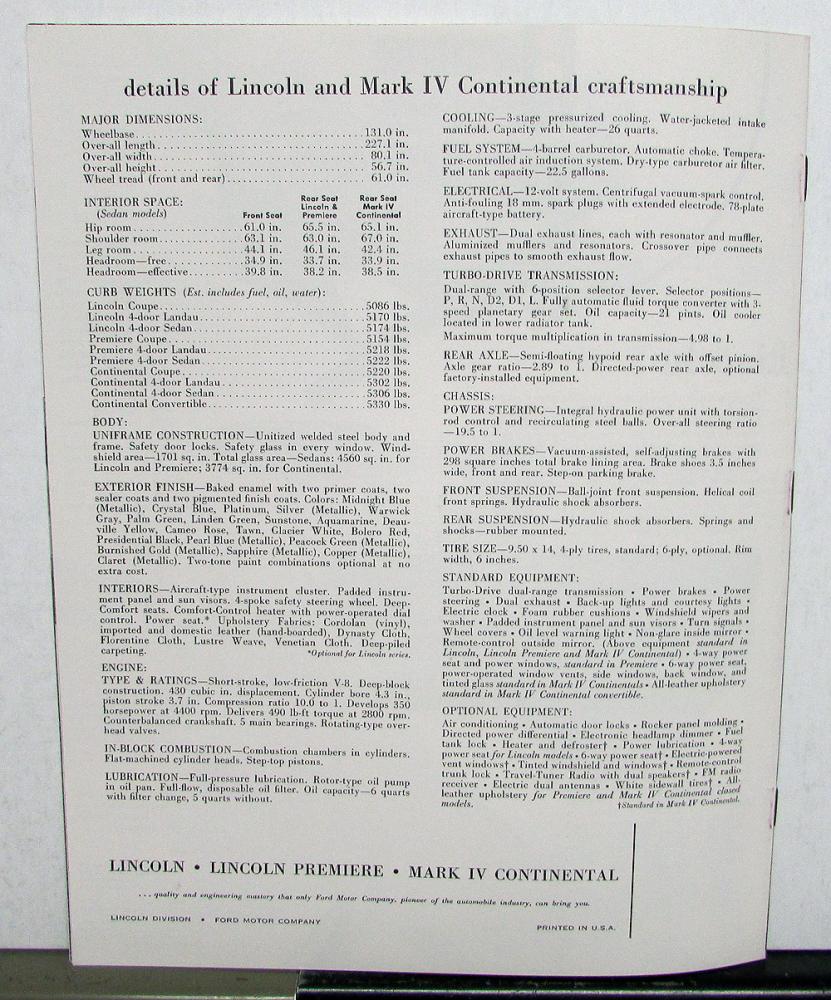 details of Lincoln and Mark IV Continental craftsmanship
MAJOR DIMENSIONS:
Wheelbase 131.0 in.
Over-all length 227.1 in.
Over-all width 80.1 in.
Over-all height 56.7 in.
Wheel tread (front and rear) 61.0 in.
INTERIOR SPACE:
(Sedan models)
Front Seat
Rear Seat
Lincoln &
Premiere
Rear Seat
Mark IV
Continental
Hip room 61.0 in. 65.5 in. 65.1 in.
Shoulder room 63.1 in. 63.0 in. 67.0 in.
Leg room 44.1 in. 46.1 in. 42.4 in.
Headroom—free 34.9 in. 33.7 in. 33.9 in.
Headroom—effective 39.8 in. 38.2 in. 38.5 in.
CURB WEIGHTS (Est. includes fuel, oil, water):
Lincoln Coupe 5086 lbs.
Lincoln 4-door Landau 5170 lbs.
Lincoln 4-door Sedan 5174 lbs.
Premiere Coupe 5154 lbs.
Premiere 4-door Landau 5218 lbs.
Premiere 4-door Sedan 5222 lbs.
Continental Coupe 5220 lbs.
Continental 4-door Landau 5302 lbs.
Continental 4-door Sedan 5306 lbs.
Continental Convertible 5330 lbs.
BODY:
UNIFRAME CONSTRUCTION—Unitized welded steel body and
frame. Safety door locks. Safety glass in every window. Wind-
shield area—1701 sq. in. Total glass area—Sedans: 4560 sq. in. for
Lincoln and Premiere; 3774 sq. in. for Continental.
EXTERIOR FINISH—Baked enamel with two primer coats, two
sealer coats and two pigmented finish coats. Colors: Midnight Blue
(Metallic), Crystal Blue, Platinum, Silver (Metallic), Warwick
Gray, Palm Green, Linden Green, Sunstone, Aquamarine, Deau-
ville Yellow, Cameo Rose, Tawn, Glacier White, Bolero Red,
Presidential Black, Pearl Blue (Metallic), Peacock Green (Metallic),
Burnished Gold (Metallic), Sapphire (Metallic), Copper (Metallic),
Claret (Metallic). Two-tone paint combinations optional at no
extra cost.
INTERIORS—Aircraft-type instrument cluster. Padded instru-
ment panel and sun visors. 4-spoke safety steering wheel. Deep-
Comfort seats. Comfort-Control heater with power-operated dial
control. Power seat.* Upholstery Fabrics: Cordolan (vinyl),
imported and domestic leather (hand-boarded), Dynasty Cloth,
Florentine Cloth, Lustre Weave, Venetian Cloth. Deep-piled
carpeting. *Optional for Lincoln series.
ENGINE:
TYPE & RATINGS—Short-stroke, low-friction V-8. Deep-block
construction. 430 cubic in. displacement. Cylinder bore 4.3 in.,
piston stroke 3.7 in. Compression ratio 10.0 to 1. Develops 350
horsepower at 4400 rpm. Delivers 490 lb-ft torque at 2800 rpm.
Counterbalanced crankshaft. 5 main bearings. Rotating-type over-
head valves.
IN-BLOCK COMBUSTION—Combustion chambers in cylinders.
Flat-machined cylinder heads. Step-top pistons.
LUBRICATION—Full-pressure lubrication. Rotor-type oil pump
in oil pan. Full-flow, disposable oil filter. Oil capacity—6 quarts
with filter change, 5 quarts without.
COOLING—3-stage pressurized cooling. Water-jacketed intake
manifold. Capacity with heater—26 quarts.
FUEL SYSTEM—4-barrel carburetor. Automatic choke. Tempera-
ture-controlled air induction system. Dry-type carburetor air filter.
Fuel tank capacity—22.5 gallons.
ELECTRICAL—12-volt system. Centrifugal vacuum-spark control.
Anti-fouling 18 mm. spark plugs with extended electrode. 78-plate
aircraft-type battery.
EXHAUST—Dual exhaust lines, each with resonator and muffler.
Aluminized mufflers and resonators. Crossover pipe connects
exhaust pipes to smooth exhaust flow.
TURBO-DRIVE TRANSMISSION:
Dual-range with 6-position selector lever. Selector positions—
P, R, N, D2, D1, L. Fully automatic fluid torque converter with 3-
speed planetary gear set. Oil capacity—21 pints. Oil cooler
located in lower radiator tank.
Maximum torque multiplication in transmission—4.98 to 1.
REAR AXLE—Semi-floating hypoid rear axle with offset pinion.
Axle gear ratio—2.89 to 1. Directed-power rear axle, optional
factory-installed equipment.
CHASSIS:
POWER STEERING—Integral hydraulic power unit with torsion-
rod control and recirculating steel balls. Over-all steering ratio
—19.5 to 1.
POWER BRAKES—Vacuum-assisted, self-adjusting brakes with
298 square inches total brake lining area. Brake shoes 3.5 inches
wide, front and rear. Step-on parking brake.
FRONT SUSPENSION—Ball-joint front suspension. Helical coil
front springs. Hydraulic shock absorbers.
REAR SUSPENSION—Hydraulic shock absorbers. Springs and
shocks—rubber mounted.
TIRE SIZE—9.50 x 14, 4-ply tires, standard; 6-ply, optional. Rim
width, 6 inches.
STANDARD EQUIPMENT:
Turbo-Drive dual-range transmission • Power brakes • Power
steering • Dual exhaust • Back-up lights and courtesy lights •
Electric clock • Foam rubber cushions • Windshield wipers and
washer • Padded instrument panel and sun visors • Turn signals •
Wheel covers • Oil level warning light • Non-glare inside mirror •
Remote-control outside mirror. (Above equipment standard in
Lincoln, Lincoln Premiere and Mark IV Continental) • 4-way power
seat and power windows, standard in Premiere • 6-way power seat,
power-operated window vents, side windows, back window, and
tinted glass standard in Mark IV Continentals • All-leather upholstery
standard in Mark IV Continental convertible.
OPTIONAL EQUIPMENT:
Air conditioning • Automatic door locks • Rocker panel molding •
Directed power differential • Electronic headlamp dimmer • Fuel
tank lock • Heater and defroster† • Power lubrication • 4-way
power seat for Lincoln models • 6-way power seat† • Electric-powered
vent windows† • Tinted windshield and windows† • Remote-control
trunk lock • Travel-Tuner Radio with dual speakers† • FM radio
receiver • Electric dual antennas • White sidewall tires† • All-
leather upholstery for Premiere and Mark IV Continental closed
models. †Standard in Mark IV Continental.
LINCOLN • LINCOLN PREMIERE • MARK IV CONTINENTAL
... quality and engineering mastery that only Ford Motor Company, pioneer of the automobile industry, can bring you.
LINCOLN DIVISION • FORD MOTOR COMPANY
PRINTED IN U.S.A.